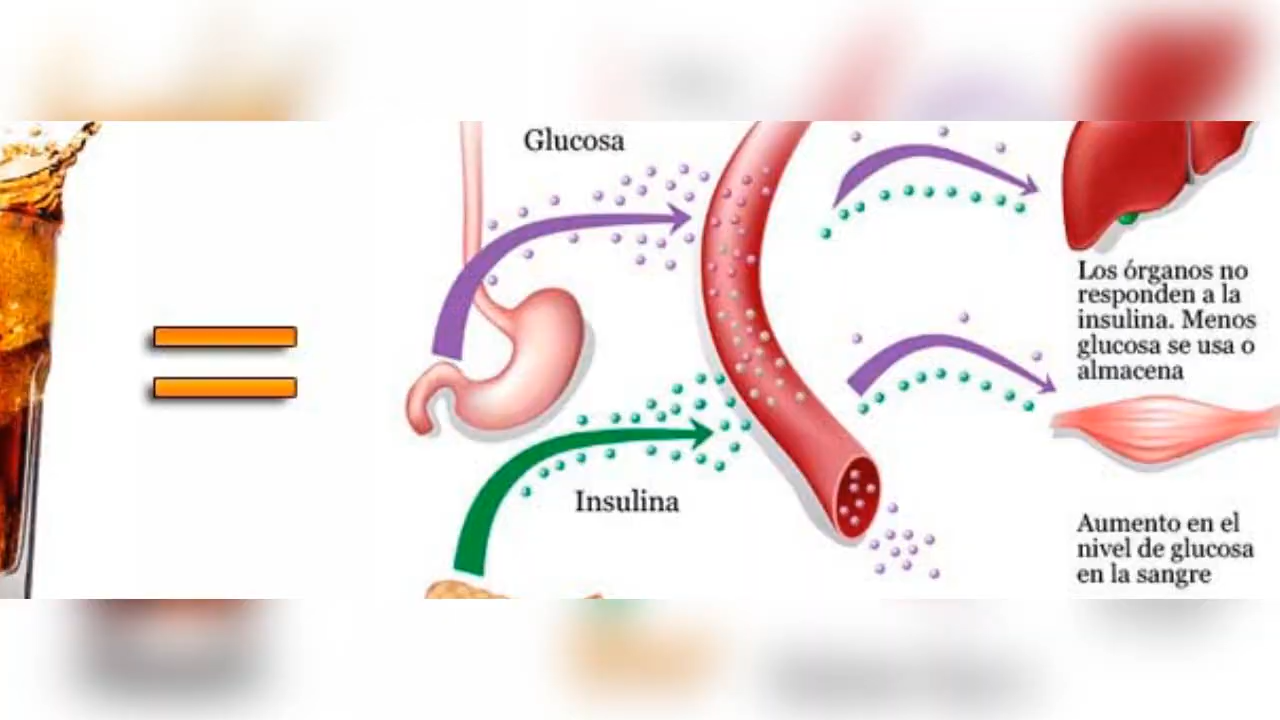 Glucosa
Insulina
Los órganos no
responden a la
insulina. Menos
glucosa se usa o
almacena
Aumento en el
nivel de glucosa
en la sangre